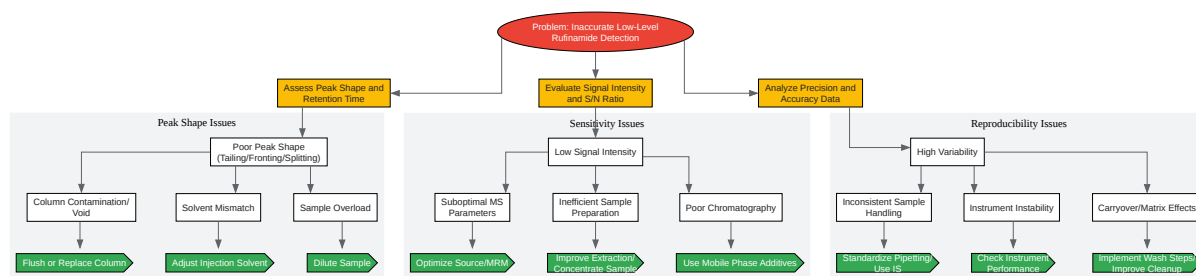 Problem: Inaccurate Low-Level
Rufinamide Detection
Assess Peak Shape and
Retention Time
Evaluate Signal Intensity
and S/N Ratio
Analyze Precision and
Accuracy Data
Peak Shape Issues
Poor Peak Shape
(Tailing/Fronting/Splitting)
Column Contamination/
Void
Solvent Mismatch
Sample Overload
Flush or Replace Column
Adjust Injection Solvent
Dilute Sample
Sensitivity Issues
Low Signal Intensity
Suboptimal MS
Parameters
Inefficient Sample
Preparation
Poor Chromatography
Optimize Source/MRM
Improve Extraction/
Concentrate Sample
Use Mobile Phase Additives
Reproducibility Issues
High Variability
Inconsistent Sample
Handling
Instrument Instability
Carryover/Matrix Effects
Standardize Pipetting/
Use IS
Check Instrument
Performance
Implement Wash Steps/
Improve Cleanup